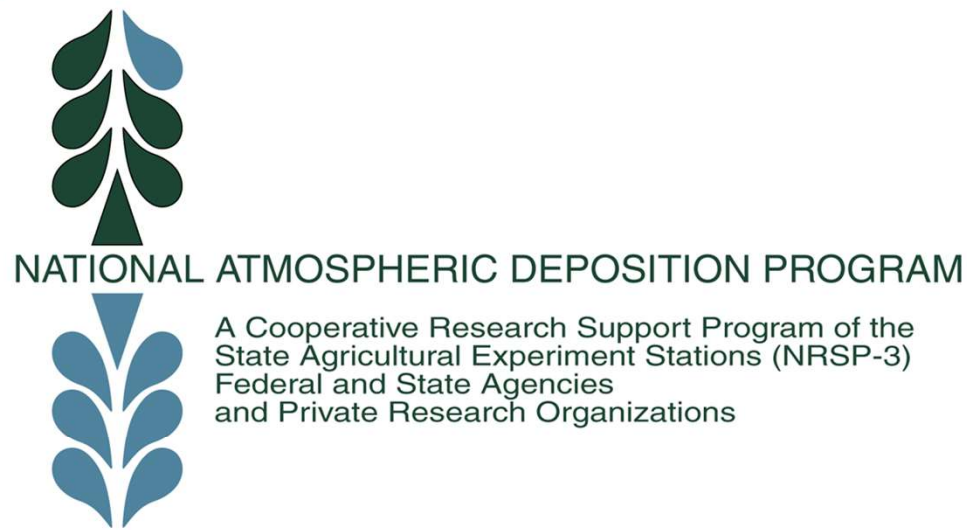 NATIONAL ATMOSPHERIC DEPOSITION PROGRAM
A Cooperative Research Support Program of the
State Agricultural Experiment Stations (NRSP-3)
Federal and State Agencies
and Private Research Organizations